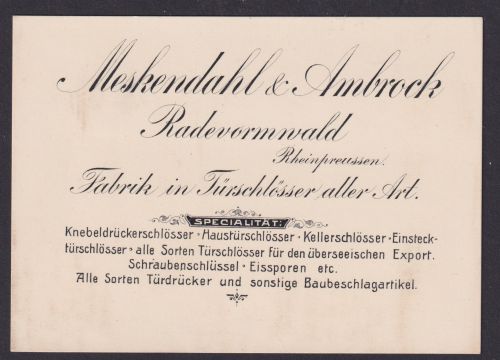 Meskendahl & Ambrock
Radevormwald
Rheinpreussen.
Fabrik in Türschlösser aller Art.
SPECIALITÄT:
Knebeldrückerschlösser • Haustürschlösser • Kellerschlösser • Einsteck-
türschlösser • alle Sorten Türschlösser für den überseeischen Export.
Schraubenschlüssel • Eissporen etc.
Alle Sorten Türdrücker und sonstige Baubeschlagartikel.